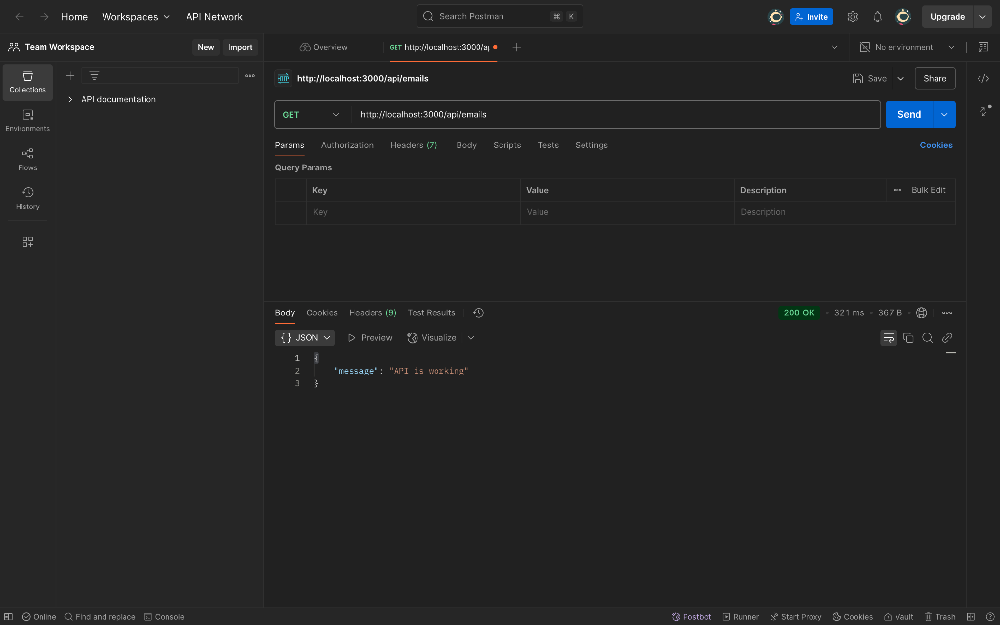 Home Workspaces API Network Search Postman ⌘ K Invite Upgrade
Team Workspace New Import Overview GET http://localhost:3000/a No environment
Collections
Environments
Flows
History
API documentation
HTTP http://localhost:3000/api/emails Save Share
GET http://localhost:3000/api/emails Send
Params Authorization Headers (7) Body Scripts Tests Settings Cookies
Query Params
Key Value Description Bulk Edit
Key Value Description
Body Cookies Headers (9) Test Results 200 OK • 321 ms • 367 B •
{} JSON Preview Visualize
1 {
2 "message": "API is working"
3 }
Online Find and replace Console Postbot Runner Start Proxy Cookies Vault Trash